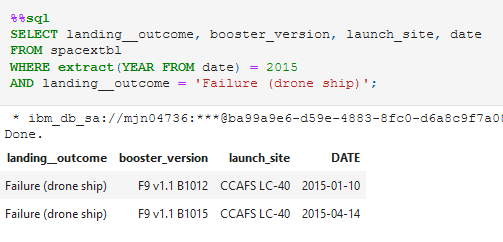 %%sql
SELECT landing__outcome, booster_version, launch_site, date
FROM spacextbl
WHERE extract(YEAR FROM date) = 2015
AND landing__outcome = 'Failure (drone ship)';
* ibm_db_sa://mjn04736:***@ba99a9e6-d59e-4883-8fc0-d6a8c9f7a08
Done.
landing__outcome booster_version launch_site DATE
Failure (drone ship) F9 v1.1 B1012 CCAFS LC-40 2015-01-10
Failure (drone ship) F9 v1.1 B1015 CCAFS LC-40 2015-04-14